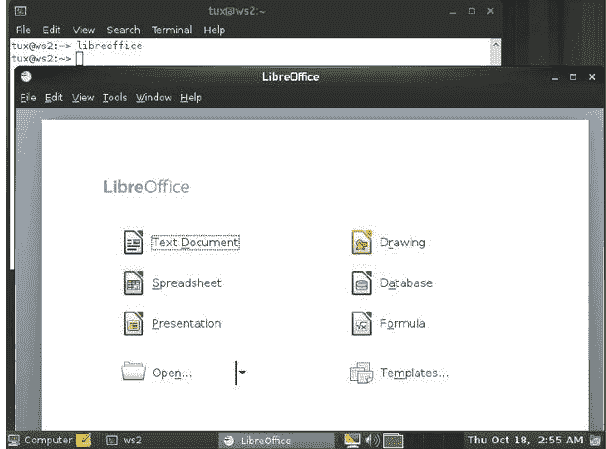 tux@ws2:~
File Edit View Search Terminal Help
tux@ws2:~> libreoffice
tux@ws2:~>
LibreOffice
File Edit View Tools Window Help
LibreOffice
Text Document Drawing
Spreadsheet Database
Presentation Formula
Open... Templates...
Computer ws2 LibreOffice Thu Oct 18, 2:55 AM